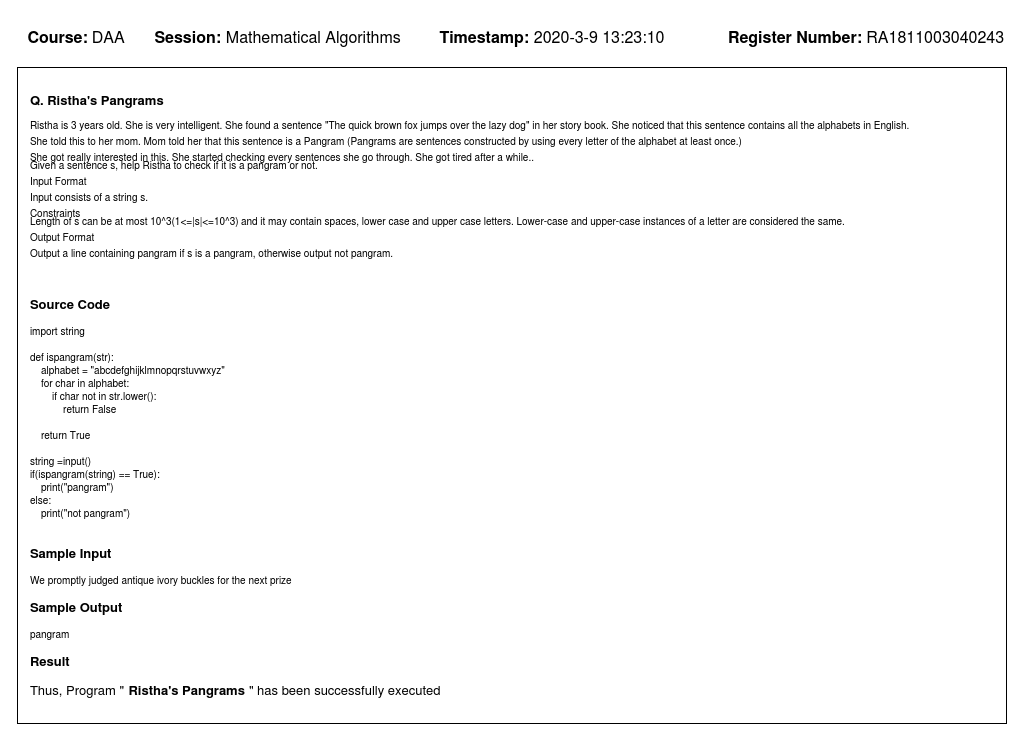 Course: DAA Session: Mathematical Algorithms Timestamp: 2020-3-9 13:23:10 Register Number: RA1811003040243
Q. Ristha's Pangrams
Ristha is 3 years old. She is very intelligent. She found a sentence "The quick brown fox jumps over the lazy dog" in her story book. She noticed that this sentence contains all the alphabets in English.
She told this to her mom. Mom told her that this sentence is a Pangram (Pangrams are sentences constructed by using every letter of the alphabet at least once.)
She got really interested in this. She started checking every sentences she go through. She got tired after a while..
Given a sentence s, help Ristha to check if it is a pangram or not.
Input Format
Input consists of a string s.
Constraints
Length of s can be at most 10^3(1<=|s|<=10^3) and it may contain spaces, lower case and upper case letters. Lower-case and upper-case instances of a letter are considered the same.
Output Format
Output a line containing pangram if s is a pangram, otherwise output not pangram.
Source Code
import string
def ispangram(str):
    alphabet = "abcdefghijklmnopqrstuvwxyz"
    for char in alphabet:
        if char not in str.lower():
            return False
    return True
string =input()
if(ispangram(string) == True):
    print("pangram")
else:
    print("not pangram")
Sample Input
We promptly judged antique ivory buckles for the next prize
Sample Output
pangram
Result
Thus, Program " Ristha's Pangrams " has been successfully executed